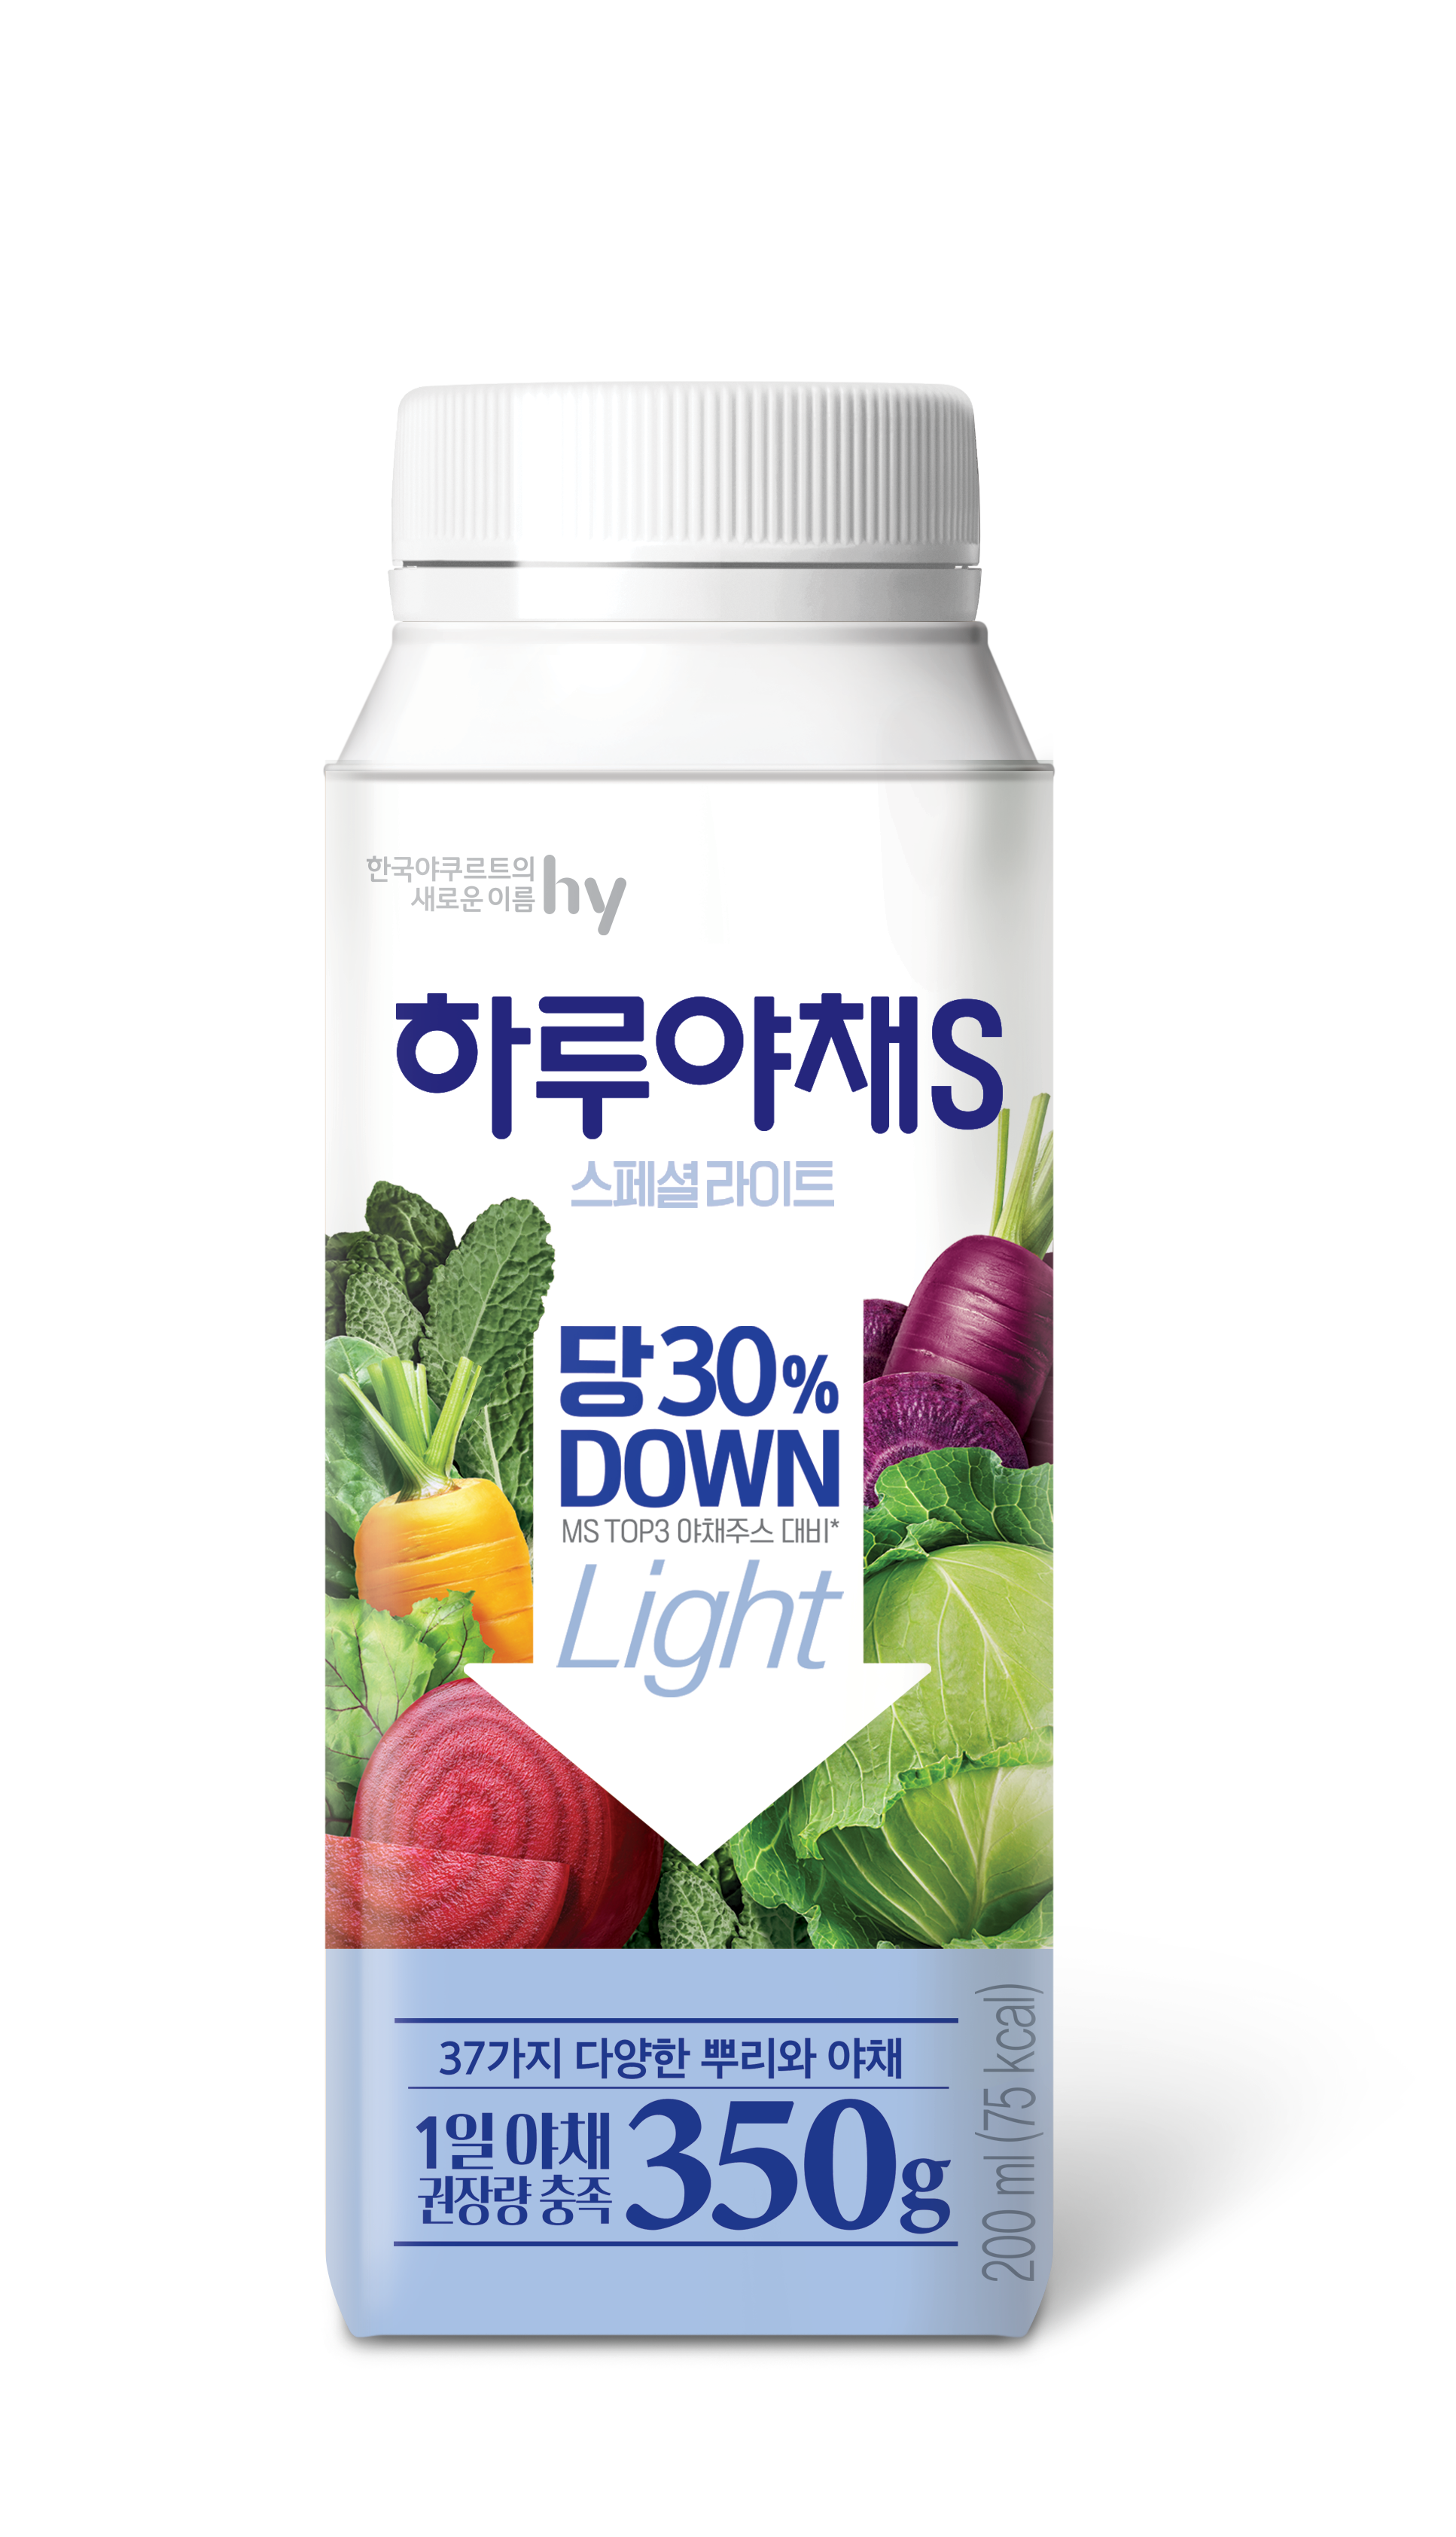 한국야쿠르트의
새로운 이름 hy
하루야채S
스페셜 라이트
당30%
DOWN
MS TOP3 야채주스 대비*
Light
37가지 다양한 뿌리와 야채
1일 야채
권장량 충족 350g
200 ml (75 kcal)